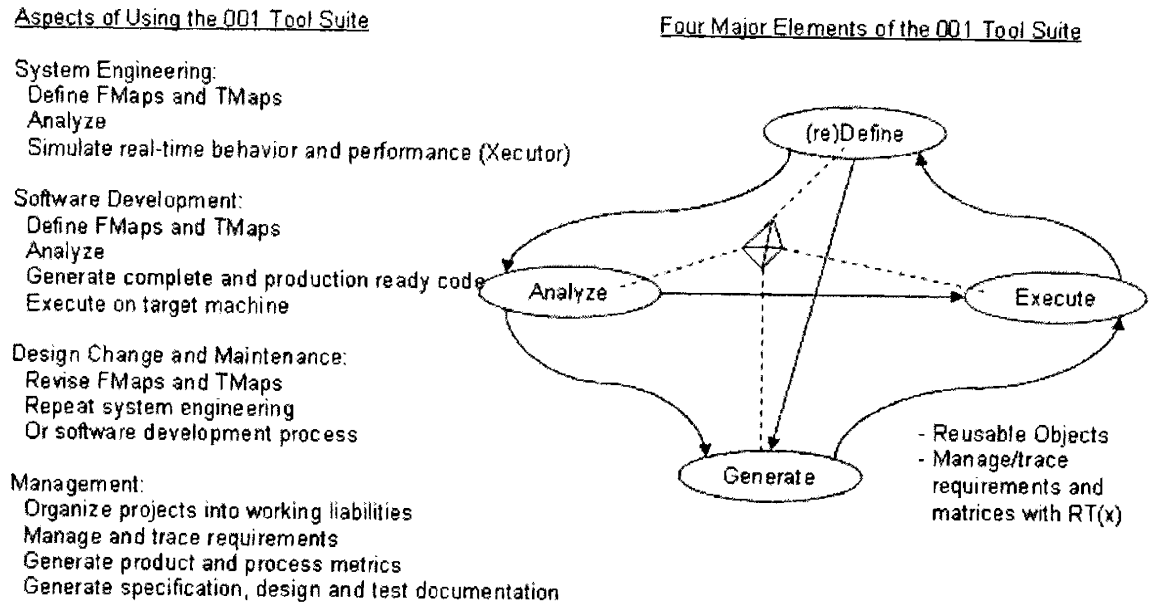 Aspects of Using the 001 Tool Suite
System Engineering:
Define FMaps and TMaps
Analyze
Simulate real-time behavior and performance (Xecutor)
Software Development:
Define FMaps and TMaps
Analyze
Generate complete and production ready code
Execute on target machine
Design Change and Maintenance:
Revise FMaps and TMaps
Repeat system engineering
Or software development process
Management:
Organize projects into working liabilities
Manage and trace requirements
Generate product and process metrics
Generate specification, design and test documentation
Four Major Elements of the 001 Tool Suite
(re)Define
Analyze
Execute
Generate
- Reusable Objects
- Manage/trace
requirements and
matrices with RT(x)